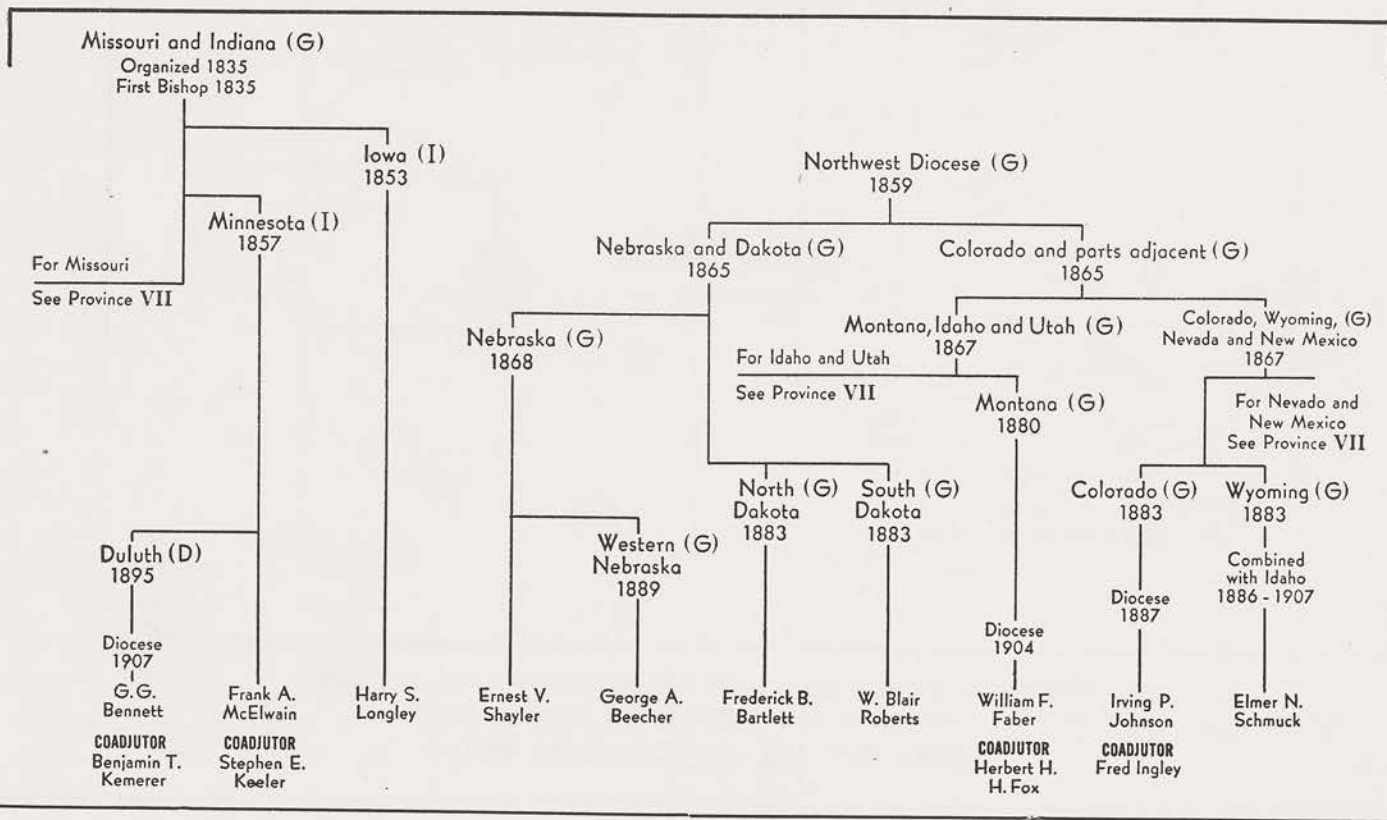 Missouri and Indiana (G)
Organized 1835
First Bishop 1835
Iowa (I)
1853
Minnesota (I)
1857
For Missouri
See Province VII
Northwest Diocese (G)
1859
Nebraska and Dakota (G)
1865
Colorado and parts adjacent (G)
1865
Nebraska (G)
1868
Montana, Idaho and Utah (G)
1867
For Idaho and Utah
See Province VII
Colorado, Wyoming, (G)
Nevada and New Mexico
1867
Montana (G)
1880
For Nevado and
New Mexico
See Province VII
North (G)
Dakota
1883
South (G)
Dakota
1883
Colorado (G)
1883
Wyoming (G)
1883
Duluth (D)
1895
Western (G)
Nebraska
1889
Combined
with Idaho
1886 - 1907
Diocese
1887
Diocese
1907
Diocese
1904
G. G.
Bennett
COADJUTOR
Benjamin T.
Kemerer
Frank A.
McElwain
COADJUTOR
Stephen E.
Keeler
Harry S.
Longley
Ernest V.
Shayler
George A.
Beecher
Frederick B.
Bartlett
W. Blair
Roberts
William F.
Faber
COADJUTOR
Herbert H.
H. Fox
Irving P.
Johnson
COADJUTOR
Fred Ingley
Elmer N.
Schmuck